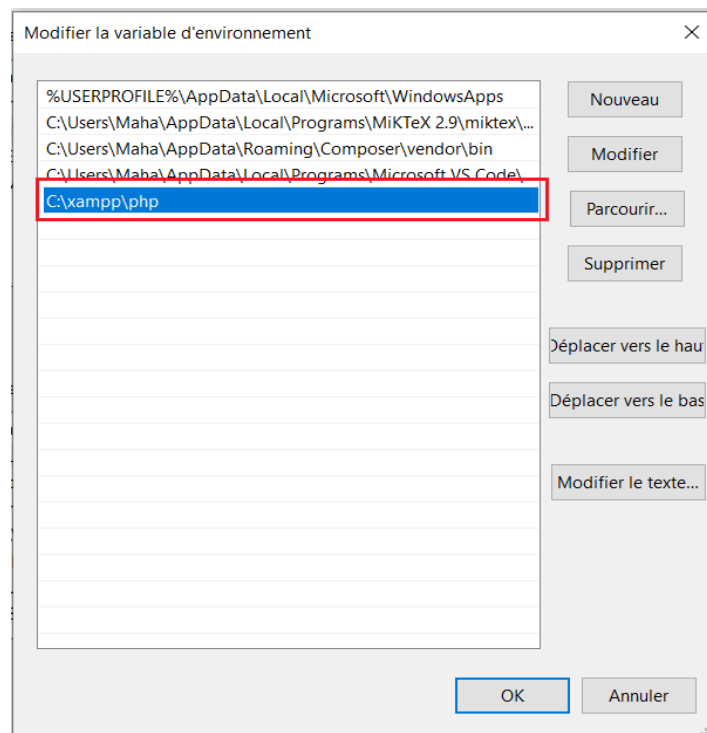 Modifier la variable d'environnement
%USERPROFILE%\AppData\Local\Microsoft\WindowsApps
C:\Users\Maha\AppData\Local\Programs\MiKTeX 2.9\miktex\...
C:\Users\Maha\AppData\Roaming\Composer\vendor\bin
C:\Users\Maha\AppData\Local\Programs\Microsoft VS Code\
C:\xampp\php
Nouveau
Modifier
Parcourir...
Supprimer
Déplacer vers le hau
Déplacer vers le bas
Modifier le texte...
OK
Annuler